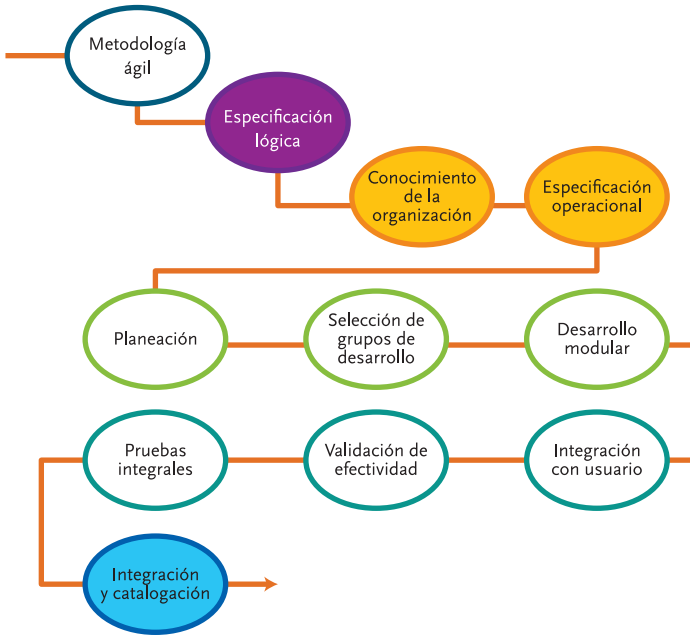 Metodología
ágil
Especificación
lógica
Conocimiento
de la
organización
Especificación
operacional
Planeación
Selección de
grupos de
desarrollo
Desarrollo
modular
Pruebas
integrales
Validación de
efectividad
Integración
con usuario
Integración
y catalogación